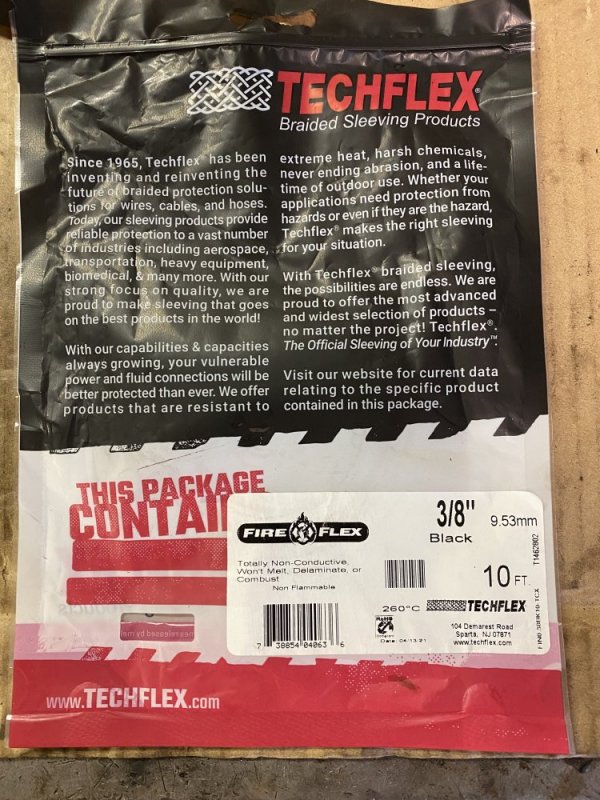 TECHFLEX®
Braided Sleeving Products
Since 1965, Techflex® has been
inventing and reinventing the
future of braided protection solu-
tions for wires, cables, and hoses.
Today, our sleeving products provide
reliable protection to a vast number
of industries including aerospace,
transportation, heavy equipment,
biomedical, & many more. With our
strong focus on quality, we are
proud to make sleeving that goes
on the best products in the world!
With our capabilities & capacities
always growing, your vulnerable
power and fluid connections will be
better protected than ever. We offer
products that are resistant to
extreme heat, harsh chemicals,
never ending abrasion, and a life-
time of outdoor use. Whether your
applications need protection from
hazards or even if they are the hazard,
Techflex® makes the right sleeving
for your situation.
With Techflex® braided sleeving,
the possibilities are endless. We are
proud to offer the most advanced
and widest selection of products –
no matter the project! Techflex®.
The Official Sleeving of Your Industry™.
Visit our website for current data
relating to the specific product
contained in this package.
THIS PACKAGE
CONTAI
FIRE FLEX
3/8" 9.53mm
Black
Totally Non-Conductive,
Won't Melt, Delaminate, or
Combust
Non Flammable
10 FT.
260°C TECHFLEX
RoHS
Date: 04/13/21
104 Demarest Road
Sparta, NJ 07871
www.techflex.com
7 38854 04063 6
T1462802
www.TECHFLEX.com